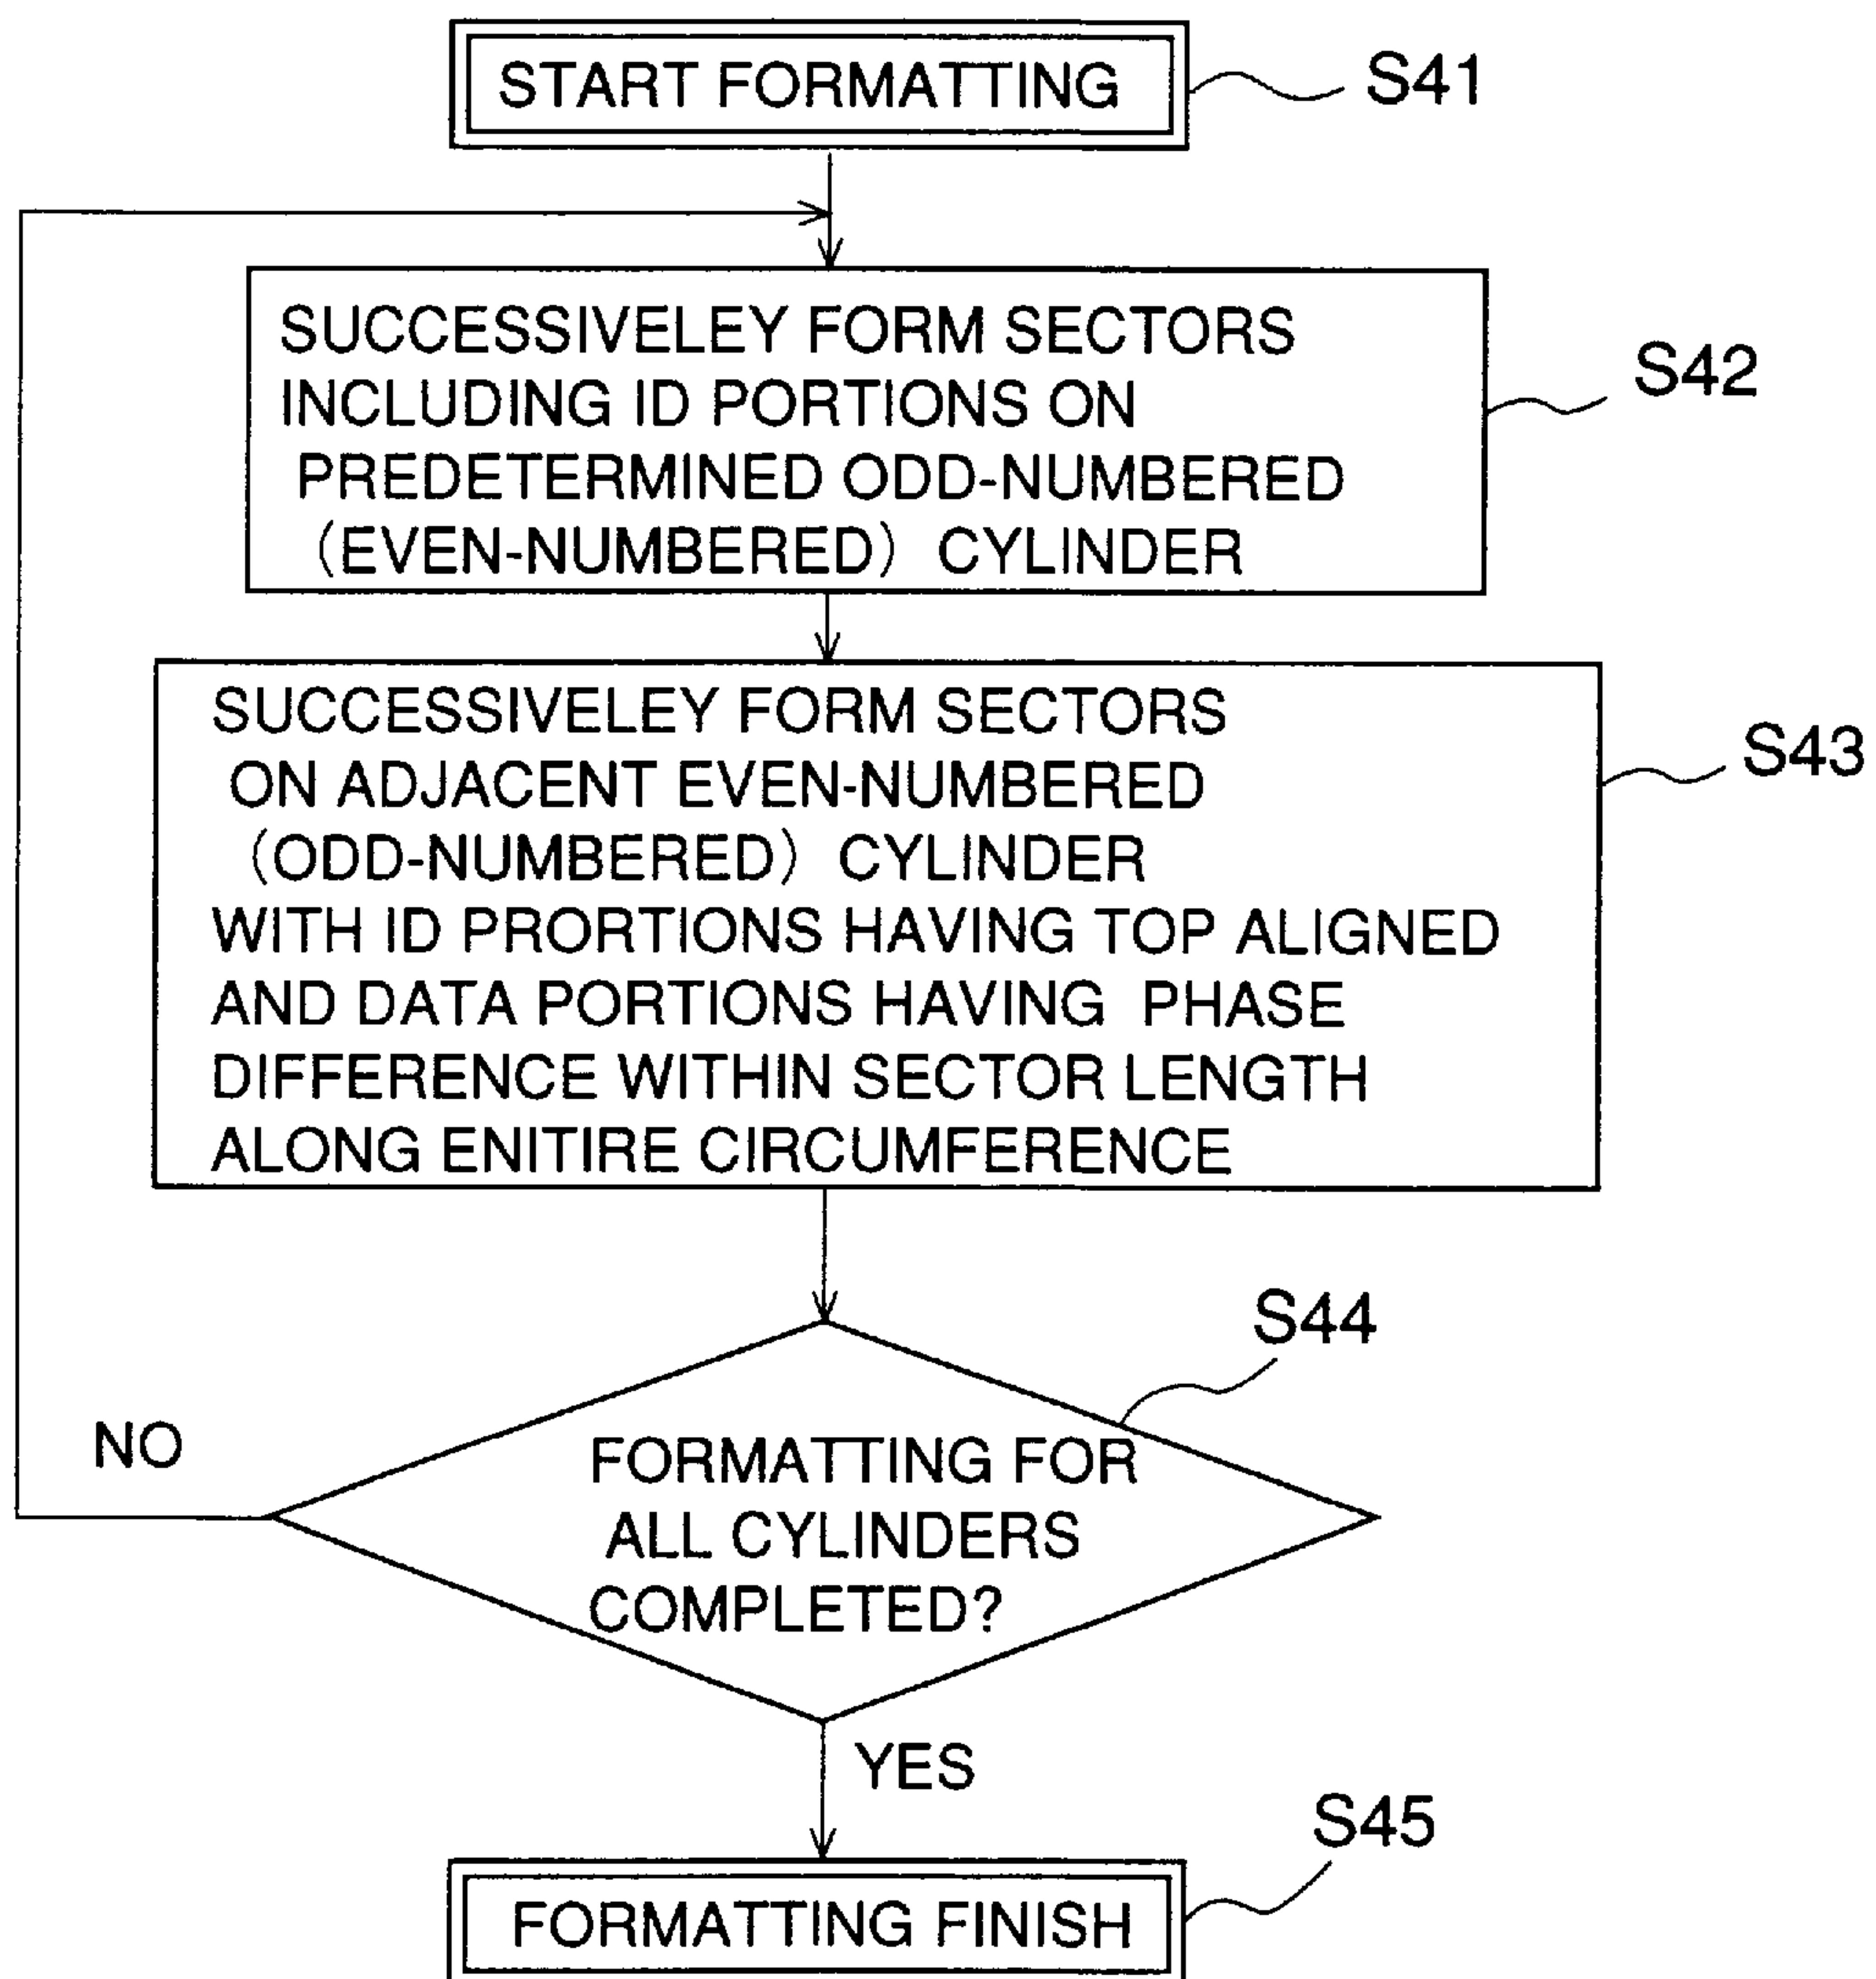 START FORMATTING
S41
SUCCESSIVELEY FORM SECTORS
INCLUDING ID PORTIONS ON
PREDETERMINED ODD-NUMBERED
(EVEN-NUMBERED) CYLINDER
S42
SUCCESSIVELEY FORM SECTORS
ON ADJACENT EVEN-NUMBERED
(ODD-NUMBERED) CYLINDER
WITH ID PRORTIONS HAVING TOP ALIGNED
AND DATA PORTIONS HAVING PHASE
DIFFERENCE WITHIN SECTOR LENGTH
ALONG ENITIRE CIRCUMFERENCE
S43
S44
NO
FORMATTING FOR
ALL CYLINDERS
COMPLETED?
YES
S45
FORMATTING FINISH